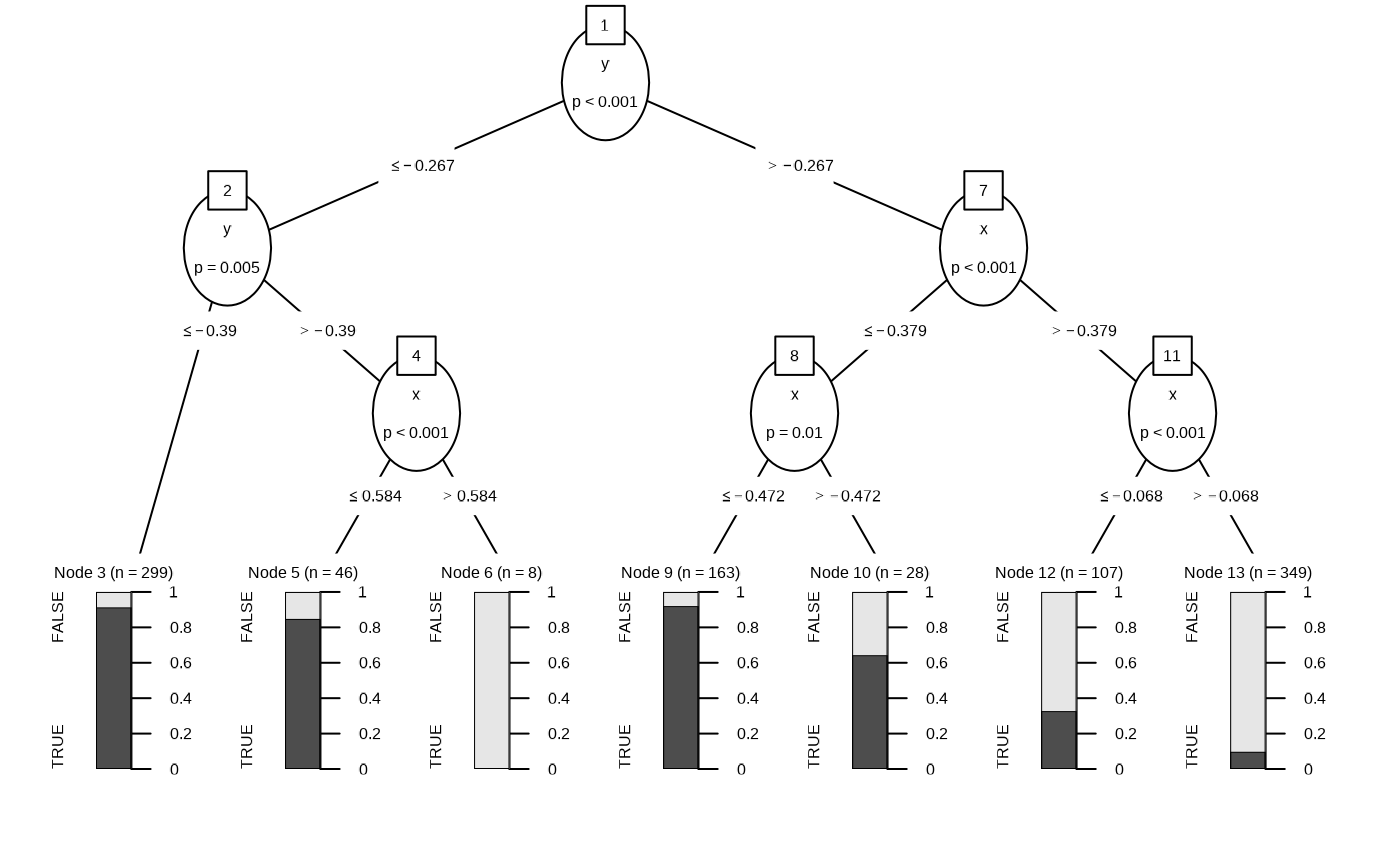 1
y
p < 0.001
≤ −0.267
> −0.267
2
y
p = 0.005
7
x
p < 0.001
≤ −0.39
> −0.39
≤ −0.379
> −0.379
4
x
p < 0.001
8
x
p = 0.01
11
x
p < 0.001
≤ 0.584
> 0.584
≤ −0.472
> −0.472
≤ −0.068
> −0.068
Node 3 (n = 299)
FALSE
TRUE
1
0.8
0.6
0.4
0.2
0
Node 5 (n = 46)
FALSE
TRUE
1
0.8
0.6
0.4
0.2
0
Node 6 (n = 8)
FALSE
TRUE
1
0.8
0.6
0.4
0.2
0
Node 9 (n = 163)
FALSE
TRUE
1
0.8
0.6
0.4
0.2
0
Node 10 (n = 28)
FALSE
TRUE
1
0.8
0.6
0.4
0.2
0
Node 12 (n = 107)
FALSE
TRUE
1
0.8
0.6
0.4
0.2
0
Node 13 (n = 349)
FALSE
TRUE
1
0.8
0.6
0.4
0.2
0